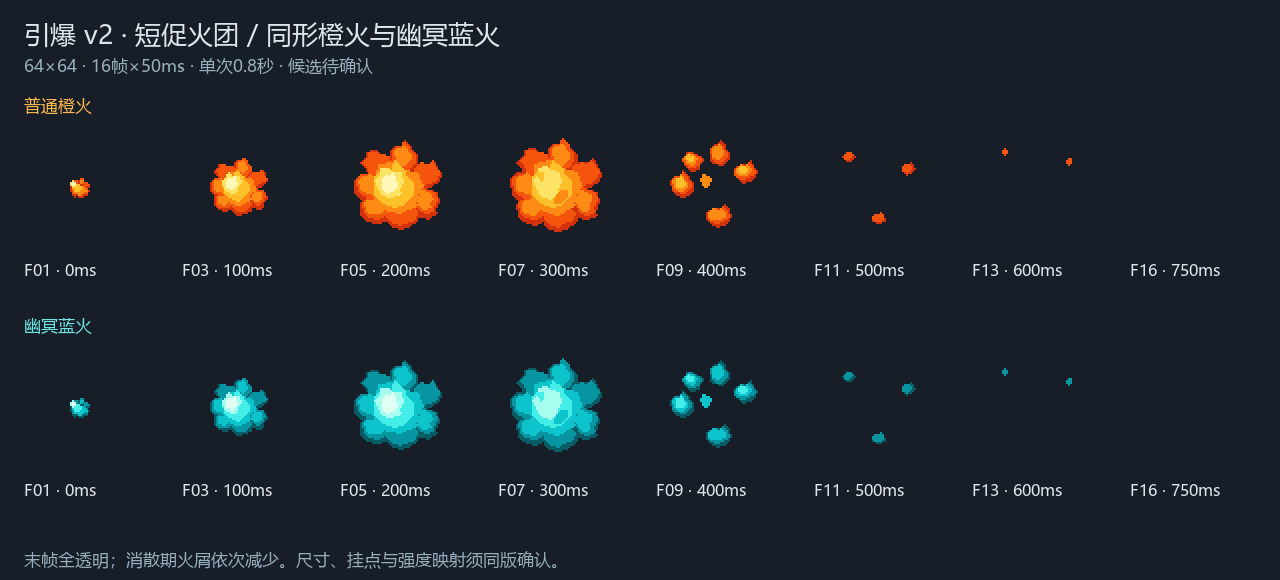 引爆 v2 · 短促火团 / 同形橙火与幽冥蓝火
64×64 · 16帧×50ms · 单次0.8秒 · 候选待确认
普通橙火
F01 · 0ms F03 · 100ms F05 · 200ms F07 · 300ms F09 · 400ms F11 · 500ms F13 · 600ms F16 · 750ms
幽冥蓝火
F01 · 0ms F03 · 100ms F05 · 200ms F07 · 300ms F09 · 400ms F11 · 500ms F13 · 600ms F16 · 750ms
末帧全透明；消散期火屑依次减少。尺寸、挂点与强度映射须同版确认。